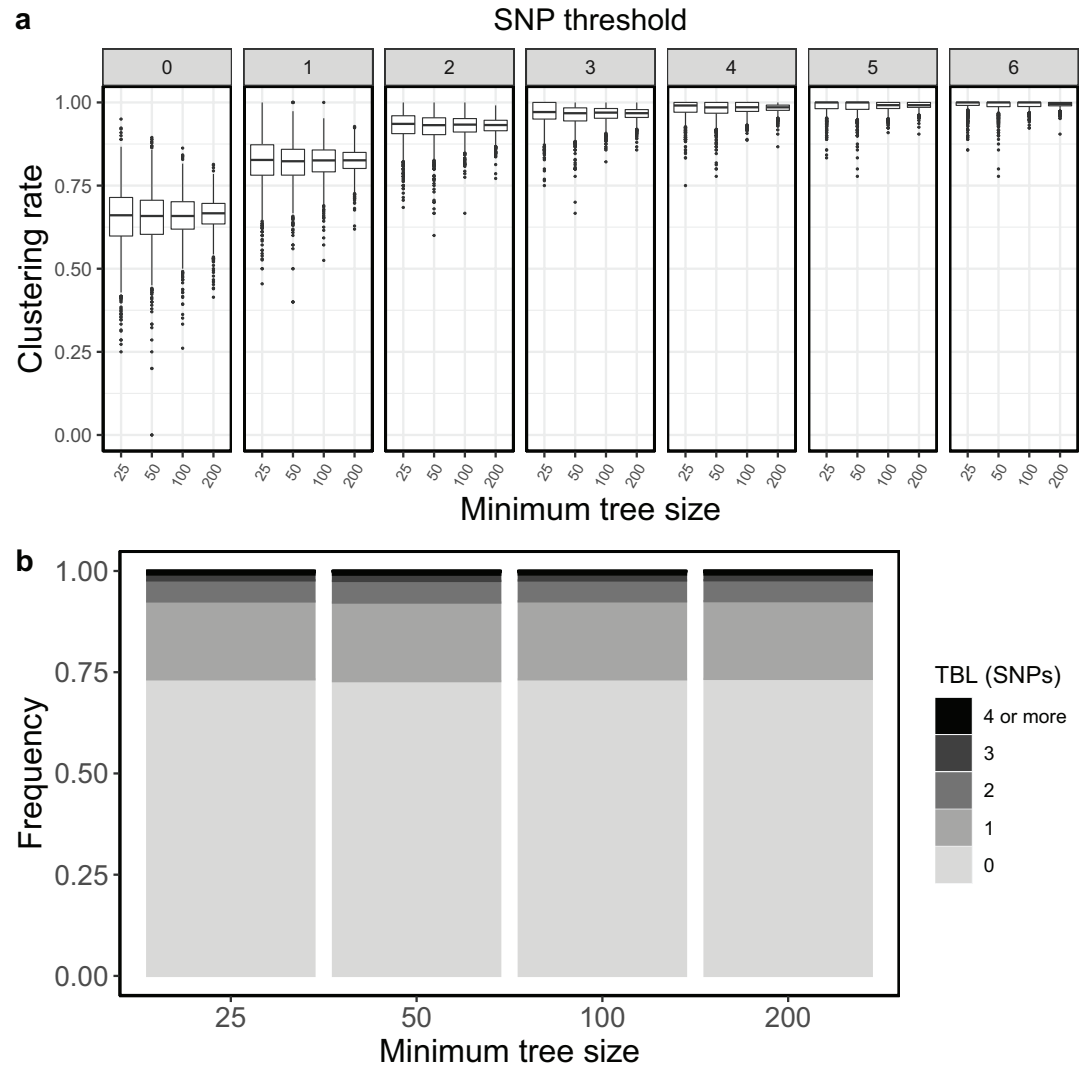 a
SNP threshold
0 1 2 3 4 5 6
Clustering rate
1.00
0.75
0.50
0.25
0.00
25 50 100 200 25 50 100 200 25 50 100 200 25 50 100 200 25 50 100 200 25 50 100 200 25 50 100 200
Minimum tree size
b
Frequency
1.00
0.75
0.50
0.25
0.00
25 50 100 200
Minimum tree size
TBL (SNPs)
4 or more
3
2
1
0